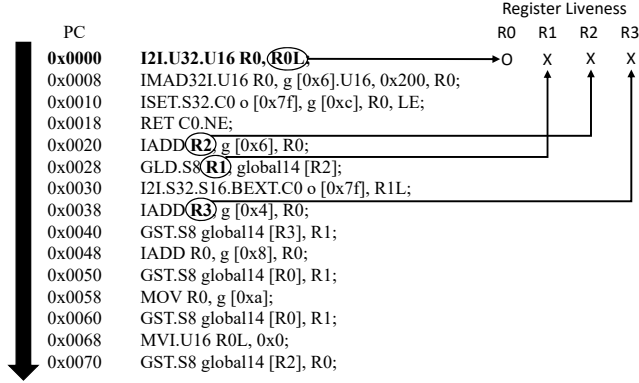 Register Liveness
PC R0 R1 R2 R3
0x0000 I2I.U32.U16 R0, R0L; O X X X
0x0008 IMAD32I.U16 R0, g [0x6].U16, 0x200, R0;
0x0010 ISET.S32.C0 o [0x7f], g [0xc], R0, LE;
0x0018 RET C0.NE;
0x0020 IADD R2, g [0x6], R0;
0x0028 GLD.S8 R1, global14 [R2];
0x0030 I2I.S32.S16.BEXT.C0 o [0x7f], R1L;
0x0038 IADD R3, g [0x4], R0;
0x0040 GST.S8 global14 [R3], R1;
0x0048 IADD R0, g [0x8], R0;
0x0050 GST.S8 global14 [R0], R1;
0x0058 MOV R0, g [0xa];
0x0060 GST.S8 global14 [R0], R1;
0x0068 MVI.U16 R0L, 0x0;
0x0070 GST.S8 global14 [R2], R0;